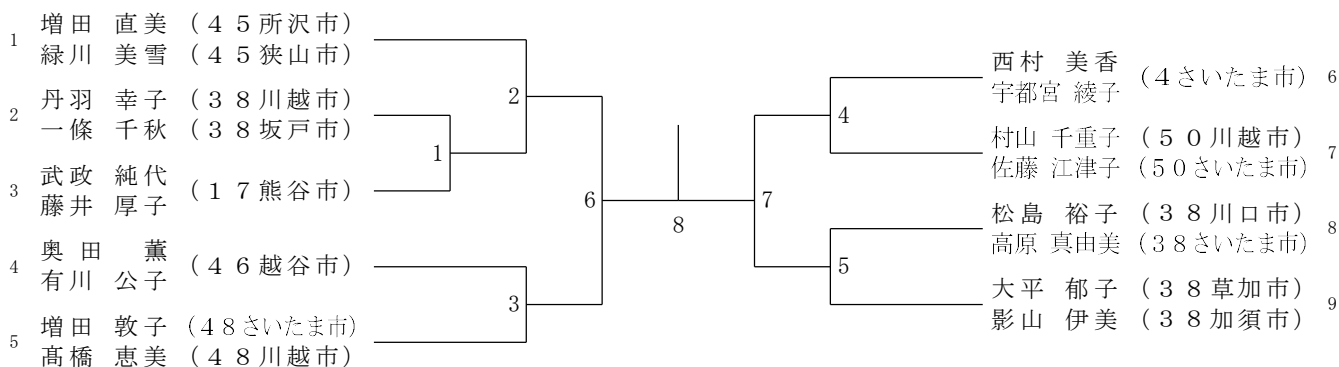 1 増田 直美 (45所沢市)
緑川 美雪 (45狭山市)
2 丹羽 幸子 (38川越市)
一條 千秋 (38坂戸市)
3 武政 純代 (17熊谷市)
藤井 厚子
4 奥田 薫 (46越谷市)
有川 公子
5 増田 敦子 (48さいたま市)
髙橋 恵美 (48川越市)
1
2
3
6
8
7
4
5
西村 美香 (4さいたま市) 6
宇都宮 綾子
村山 千重子 (50川越市) 7
佐藤 江津子 (50さいたま市)
松島 裕子 (38川口市) 8
高原 真由美 (38さいたま市)
大平 郁子 (38草加市) 9
影山 伊美 (38加須市)